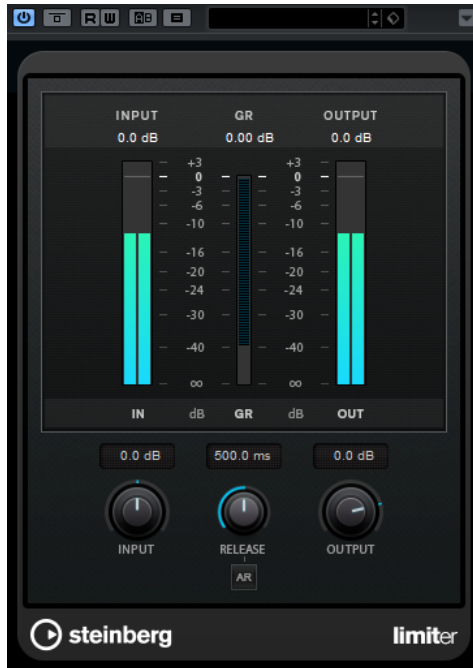 R W A B
INPUT GR OUTPUT
0.0 dB 0.00 dB 0.0 dB
+3 +3
0 0
-3 -3
-6 -6
-10 -10
-16 -16
-20 -20
-24 -24
-30 -30
-40 -40
∞ ∞
IN dB GR dB OUT
0.0 dB 500.0 ms 0.0 dB
INPUT RELEASE OUTPUT
AR
steinberg limiter